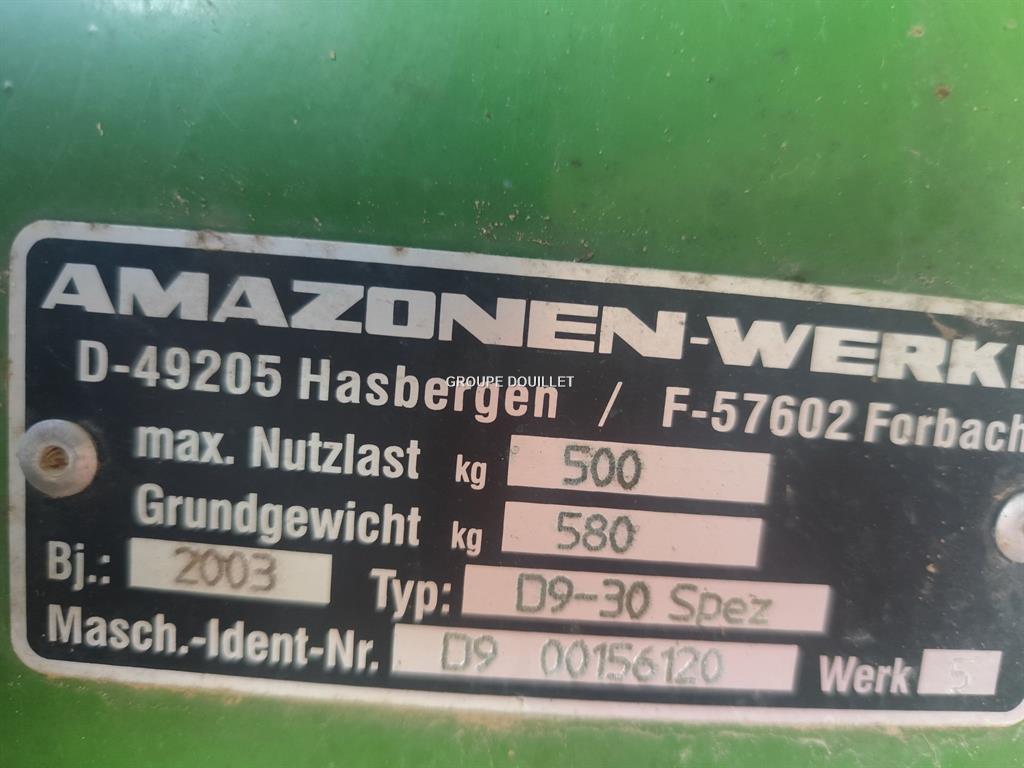 AMAZONEN-WERKE
D-49205 Hasbergen / F-57602 Forbach
GROUPE DOUILLET
max. Nutzlast kg 500
Grundgewicht kg 580
Bj.: 2003 Typ: D9-30 Spez
Masch.-Ident-Nr. D9 00156120 Werk 5